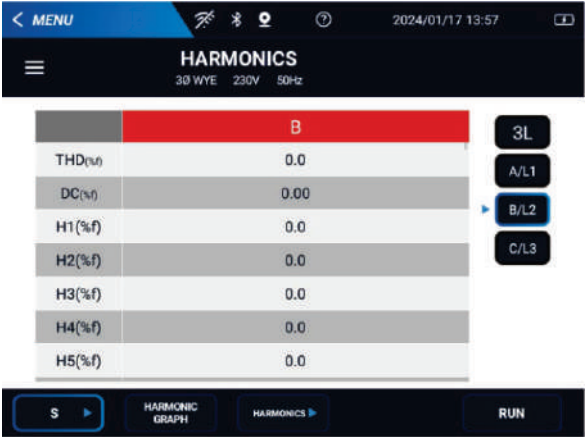 MENU
2024/01/17 13:57
HARMONICS
3Ø WYE 230V 50Hz
B
THD(%f) 0.0
DC(%f) 0.00
H1(%f) 0.0
H2(%f) 0.0
H3(%f) 0.0
H4(%f) 0.0
H5(%f) 0.0
3L
A/L1
B/L2
C/L3
S
HARMONIC
GRAPH
HARMONICS
RUN